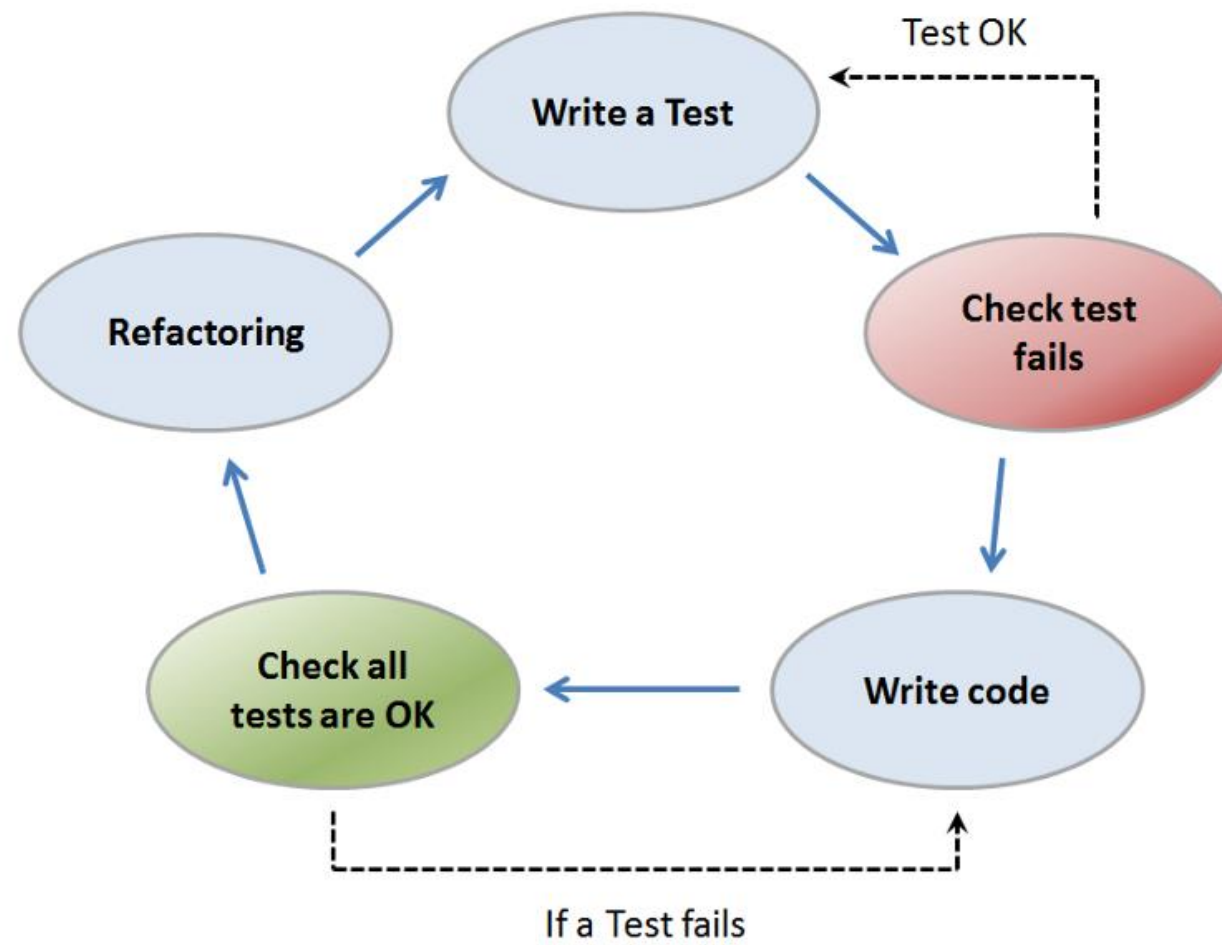 Test OK
Write a Test
Check test
fails
Refactoring
Check all
tests are OK
Write code
If a Test fails